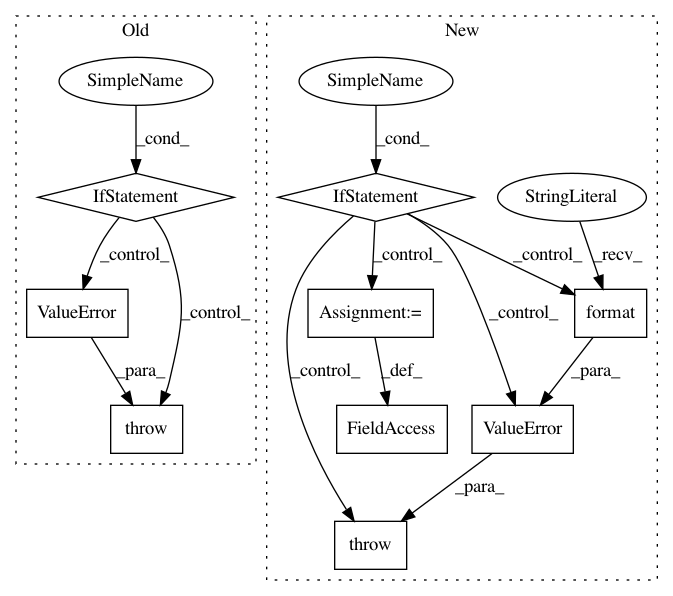 Old
New
SimpleName
SimpleName
_cond_
_cond_
IfStatement
IfStatement
StringLiteral
_control_
_control_
_control_
_recv_
ValueError
_control_
Assignment:=
_control_
format
_para_
_control_
_def_
_para_
throw
FieldAccess
ValueError
_para_
throw